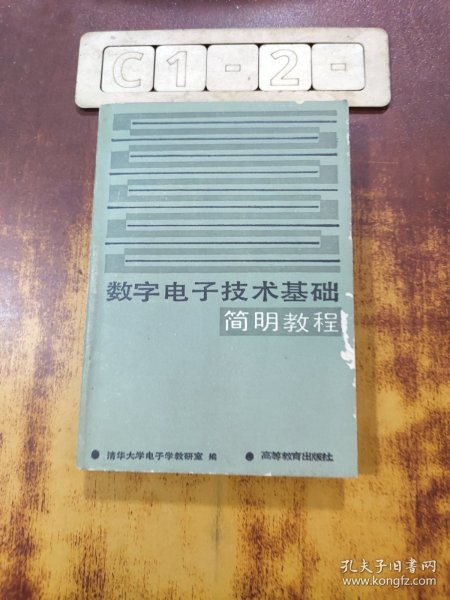 C1-2-
数字电子技术基础
简明教程
清华大学电子学教研室 编
高等教育出版社
孔夫子旧书网
www.kongfz.com